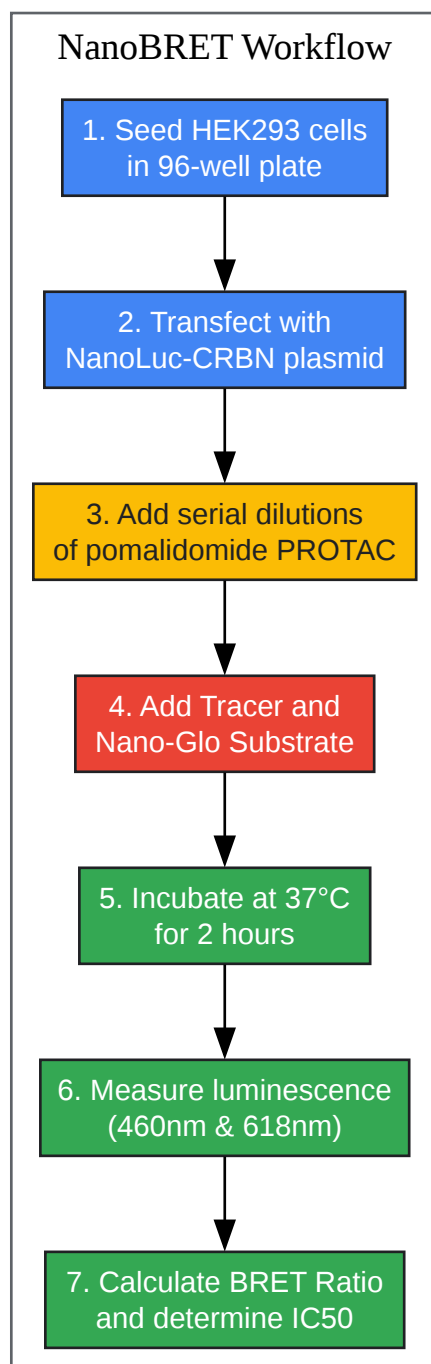 NanoBRET Workflow
1. Seed HEK293 cells
in 96-well plate
2. Transfect with
NanoLuc-CRBN plasmid
3. Add serial dilutions
of pomalidomide PROTAC
4. Add Tracer and
Nano-Glo Substrate
5. Incubate at 37°C
for 2 hours
6. Measure luminescence
(460nm & 618nm)
7. Calculate BRET Ratio
and determine IC50